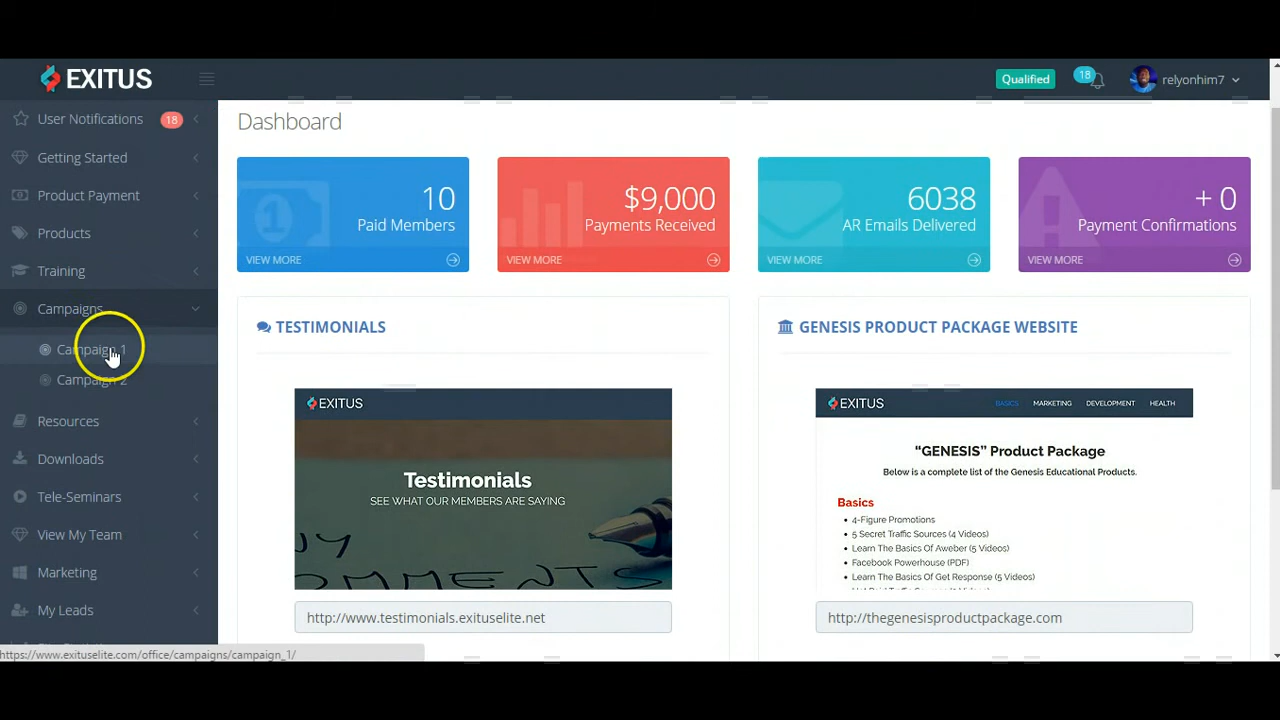 EXITUS
Qualified
18
relyonhim7
User Notifications 18
Getting Started
Product Payment
Products
Training
Campaigns
Campaign 1
Campaign 2
Resources
Downloads
Tele-Seminars
View My Team
Marketing
My Leads
https://www.exituselite.com/office/campaigns/campaign_1/
Dashboard
10
Paid Members
VIEW MORE
$9,000
Payments Received
VIEW MORE
6038
AR Emails Delivered
VIEW MORE
+ 0
Payment Confirmations
VIEW MORE
TESTIMONIALS
EXITUS
Testimonials
SEE WHAT OUR MEMBERS ARE SAYING
NY
COMMENTS
http://www.testimonials.exituselite.net
GENESIS PRODUCT PACKAGE WEBSITE
EXITUS
BASICS MARKETING DEVELOPMENT HEALTH
“GENESIS” Product Package
Below is a complete list of the Genesis Educational Products.
Basics
4-Figure Promotions
5 Secret Traffic Sources (4 Videos)
Learn The Basics Of Aweber (5 Videos)
Facebook Powerhouse (PDF)
Learn The Basics Of Get Response (5 Videos)
http://thegenesisproductpackage.com